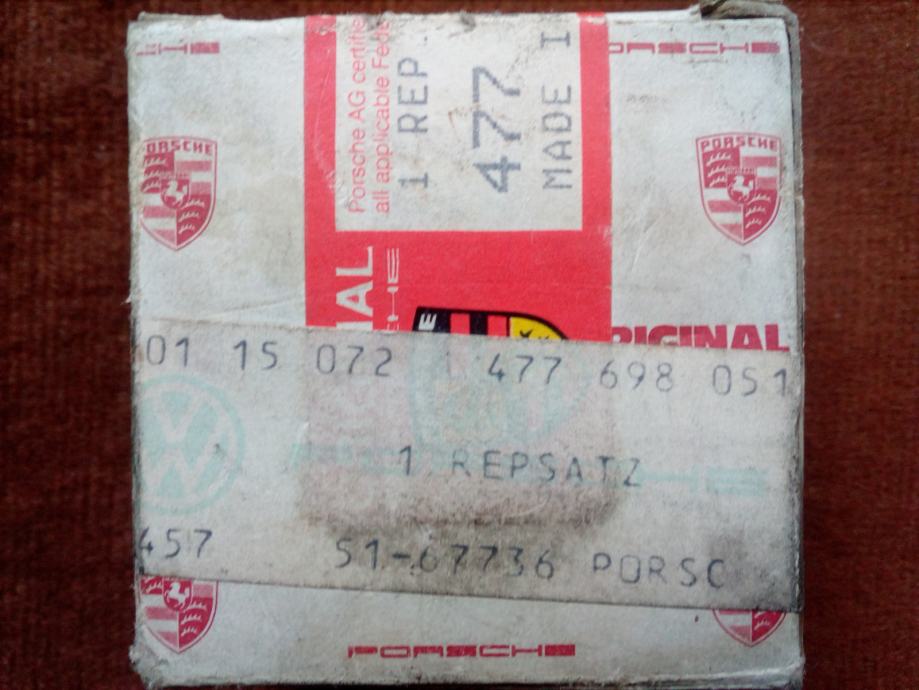 PORSCHE
Porsche AG certifie
all applicable Fede
1 REP.
477
MADE I
PORSCHE
PORSCHE
ORIGINAL
01 15 072 477 698 051
1 REPSATZ
457 51-67736 PORSC
PORSCHE